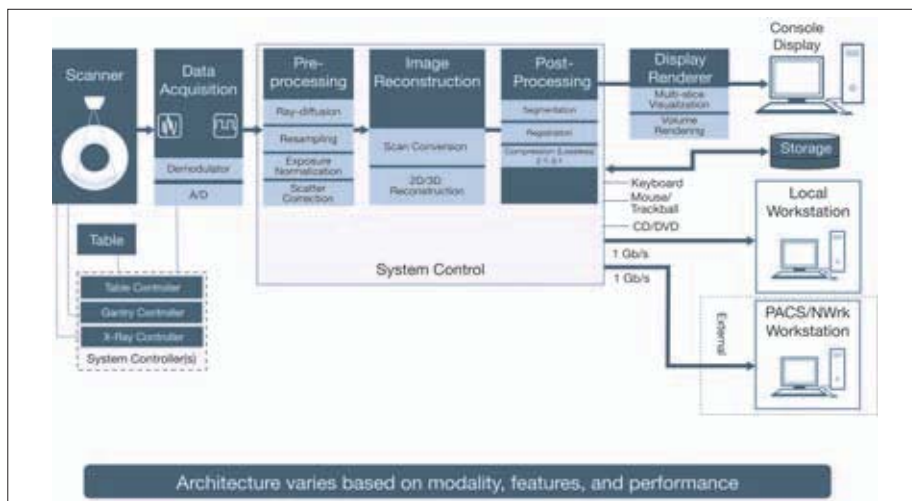 Scanner
Data
Acquisition
Demodulator
A/D
Pre-
processing
Ray-diffusion
Resampling
Exposure
Normalization
Scatter
Correction
Image
Reconstruction
Scan Conversion
2D/3D
Reconstruction
Post-
Processing
Segmentation
Registration
Compression (Lossless)
Display
Renderer
Multi-slice
Visualization
Volume
Rendering
Console
Display
Storage
Keyboard
Mouse/
Trackball
CD/DVD
Local
Workstation
1 Gb/s
1 Gb/s
System Control
External
PACS/NWrk
Workstation
Table
Table Controller
Gantry Controller
X-Ray Controller
System Controller(s)
Architecture varies based on modality, features, and performance